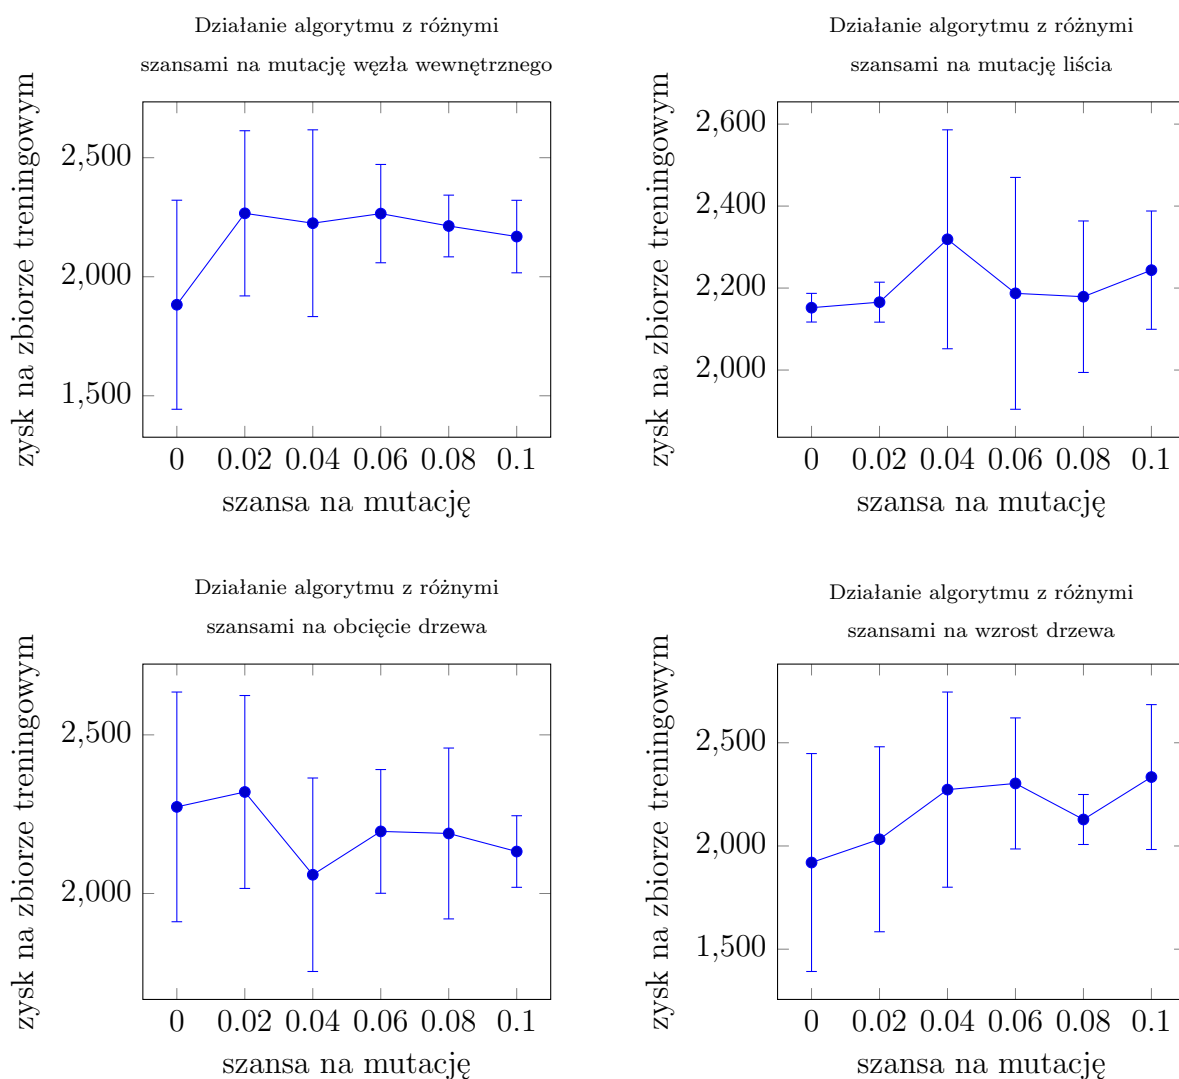 Działanie algorytmu z różnymi
szansami na mutację węzła wewnętrznego
zysk na zbiorze treningowym
2,500
2,000
1,500
0 0.02 0.04 0.06 0.08 0.1
szansa na mutację
Działanie algorytmu z różnymi
szansami na mutację liścia
zysk na zbiorze treningowym
2,600
2,400
2,200
2,000
0 0.02 0.04 0.06 0.08 0.1
szansa na mutację
Działanie algorytmu z różnymi
szansami na obcięcie drzewa
zysk na zbiorze treningowym
2,500
2,000
0 0.02 0.04 0.06 0.08 0.1
szansa na mutację
Działanie algorytmu z różnymi
szansami na wzrost drzewa
zysk na zbiorze treningowym
2,500
2,000
1,500
0 0.02 0.04 0.06 0.08 0.1
szansa na mutację